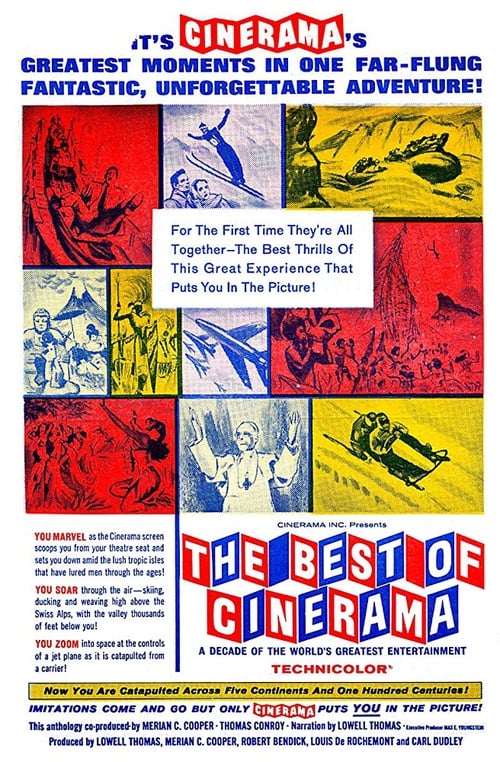 IT'S CINERAMA'S
GREATEST MOMENTS IN ONE FAR-FLUNG
FANTASTIC, UNFORGETTABLE ADVENTURE!
For The First Time They're All
Together—The Best Thrills Of
This Great Experience That
Puts You In The Picture!
YOU MARVEL as the Cinerama screen
scoops you from your theatre seat and
sets you down amid the lush tropic isles
that have lured men through the ages!
YOU SOAR through the air—skiing,
ducking and weaving high above the
Swiss Alps, with the valley thousands
of feet below you!
YOU ZOOM into space at the controls
of a jet plane as it is catapulted from
a carrier!
CINERAMA INC. Presents
THE BEST OF
CINERAMA
A DECADE OF THE WORLD'S GREATEST ENTERTAINMENT
TECHNICOLOR®
Now You Are Catapulted Across Five Continents And One Hundred Centuries!
IMITATIONS COME AND GO BUT ONLY CINERAMA PUTS YOU IN THE PICTURE!
This anthology co-produced by MERIAN C. COOPER · THOMAS CONROY · Narration by LOWELL THOMAS · Executive Producer MAX E. YOUNGSTEIN
Produced by LOWELL THOMAS, MERIAN C. COOPER, ROBERT BENDICK, LOUIS De ROCHEMONT and CARL DUDLEY